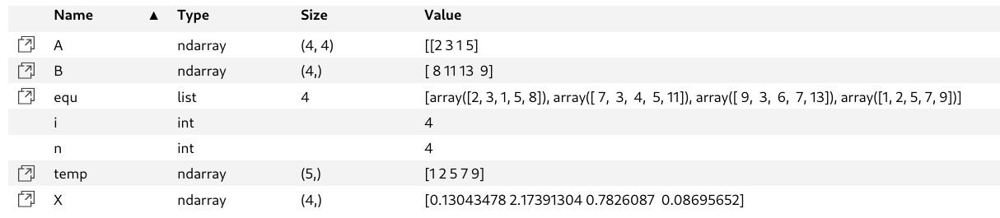 Name ▲ Type Size Value
A ndarray (4, 4) [[2 3 1 5]
B ndarray (4,) [ 8 11 13  9]
equ list 4 [array([2, 3, 1, 5, 8]), array([ 7,  3,  4,  5, 11]), array([ 9,  3,  6,  7, 13]), array([1, 2, 5, 7, 9])]
i int 4
n int 4
temp ndarray (5,) [1 2 5 7 9]
X ndarray (4,) [0.13043478 2.17391304 0.7826087  0.08695652]